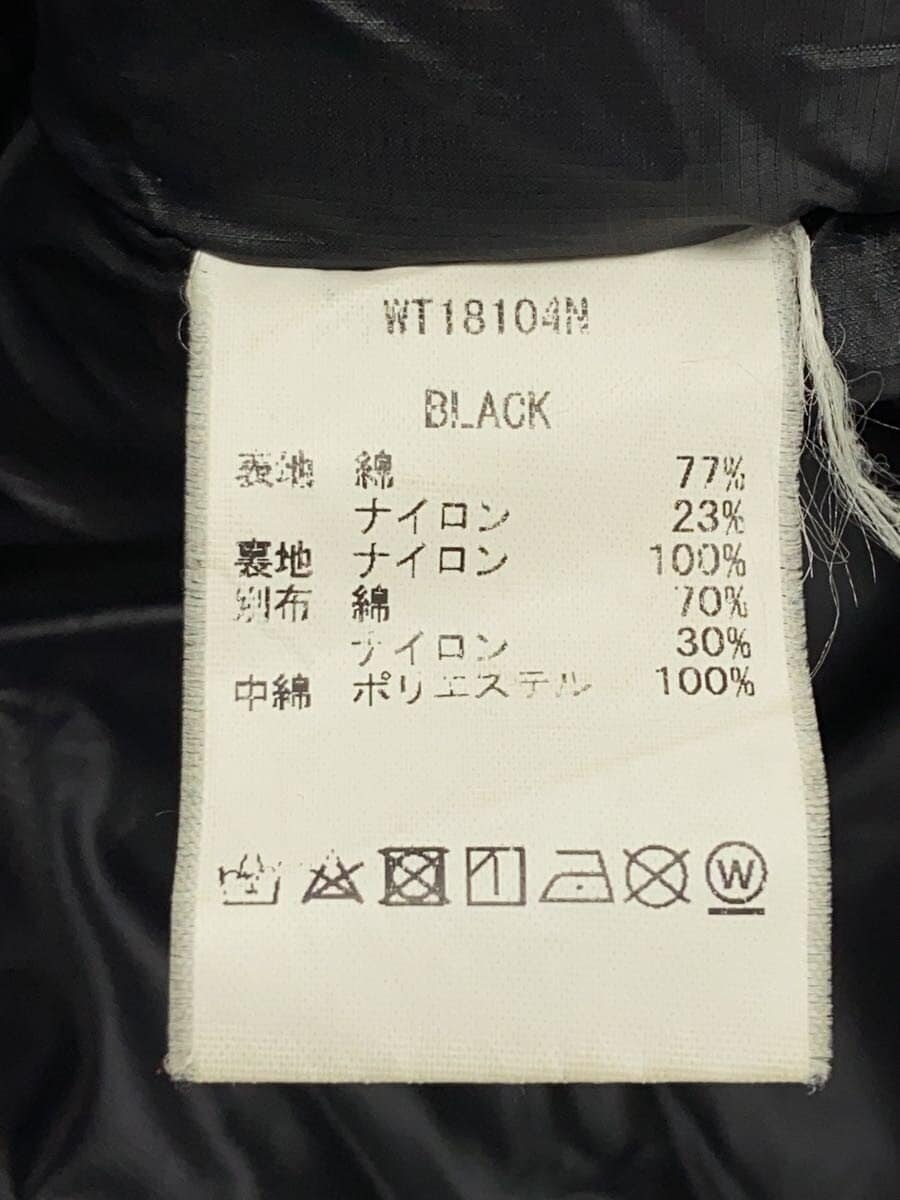 WT18104N
BLACK
表地 綿 77%
ナイロン 23%
裏地 ナイロン 100%
別布 綿 70%
ナイロン 30%
中綿 ポリエステル 100%
W